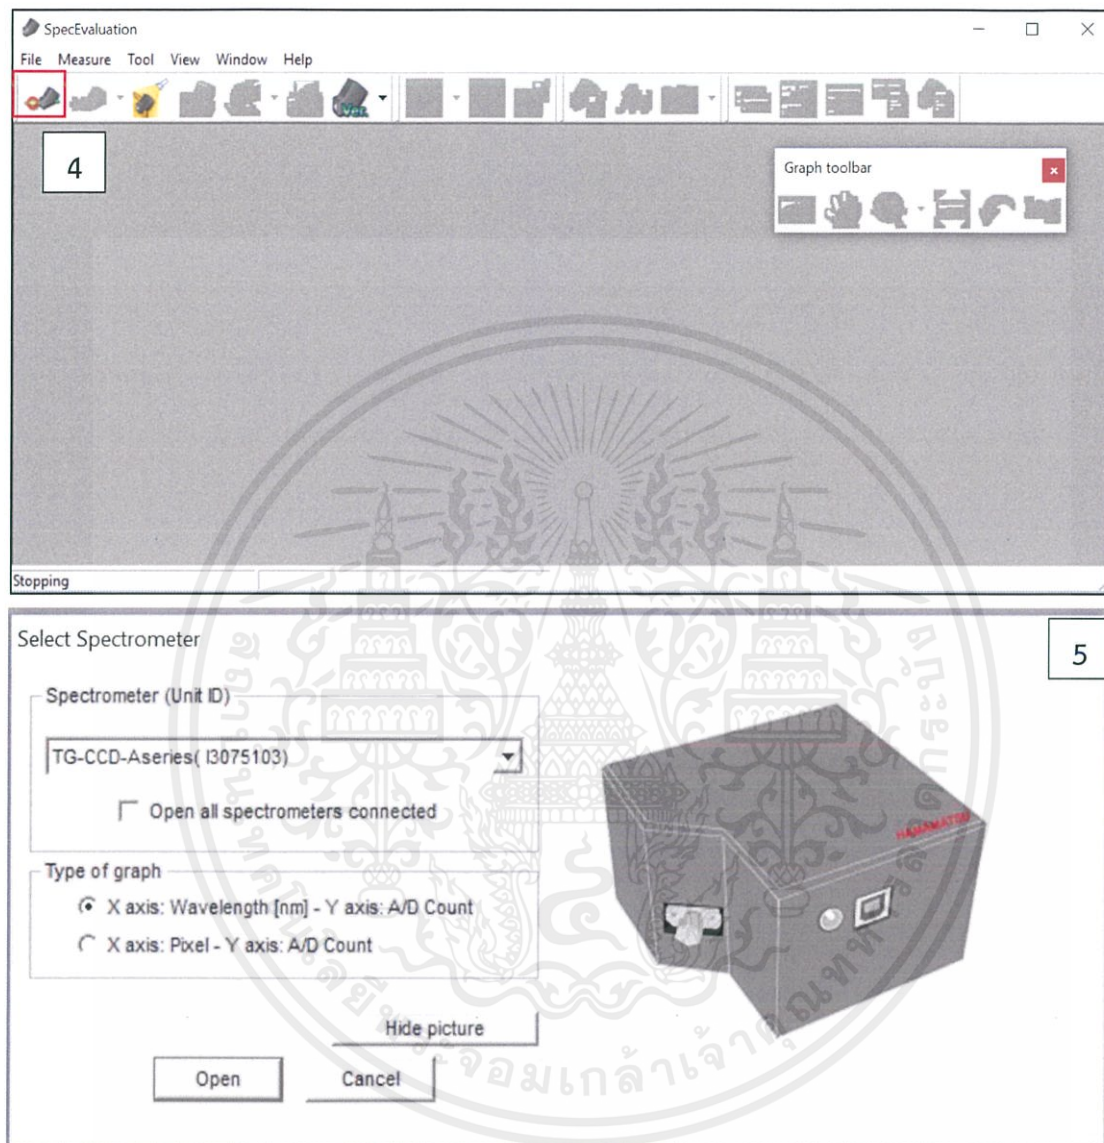 SpecEvaluation
File Measure Tool View Window Help
Ver.
4
Graph toolbar
Stopping
Select Spectrometer
5
Spectrometer (Unit ID)
TG-CCD-Aseries( I3075103)
Open all spectrometers connected
Type of graph
X axis: Wavelength [nm] - Y axis: A/D Count
X axis: Pixel - Y axis: A/D Count
HAMAMATSU
Hide picture
Open Cancel